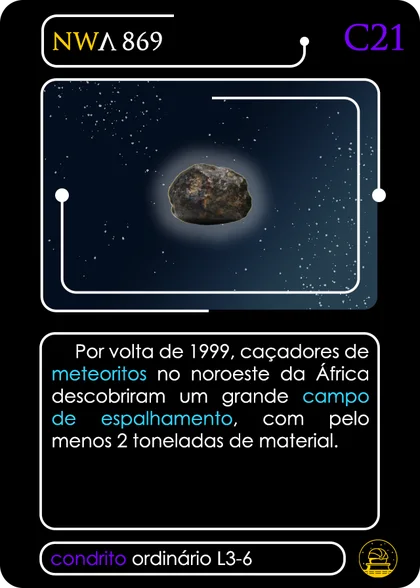 NWΛ 869
C21
Por volta de 1999, caçadores de
meteoritos no noroeste da África
descobriram um grande campo
de espalhamento, com pelo
menos 2 toneladas de material.
condrito ordinário L3-6